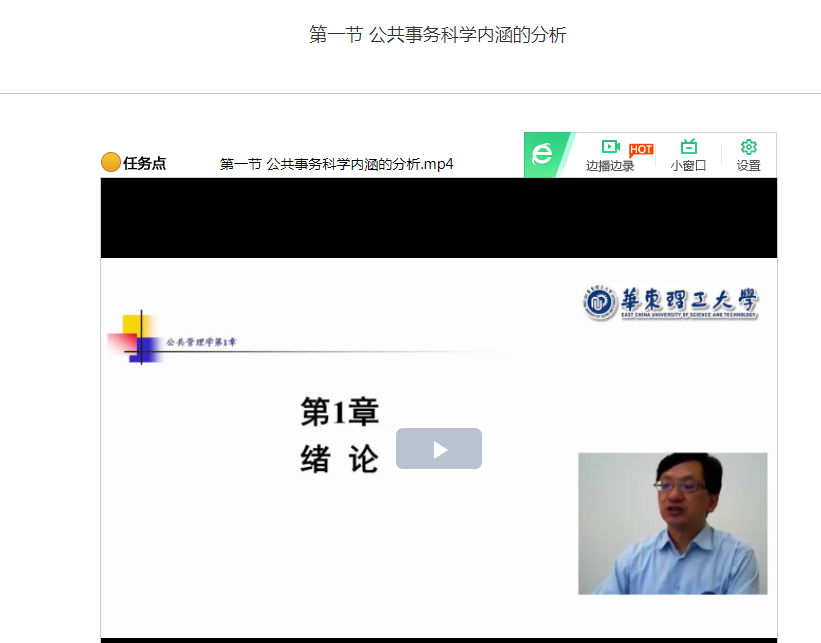 第一节 公共事务科学内涵的分析
任务点
第一节 公共事务科学内涵的分析.mp4
边播边录
HOT
小窗口
设置
華東理工大學
EAST CHINA UNIVERSITY OF SCIENCE AND TECHNOLOGY
公共管理学第1章
第1章
绪 论